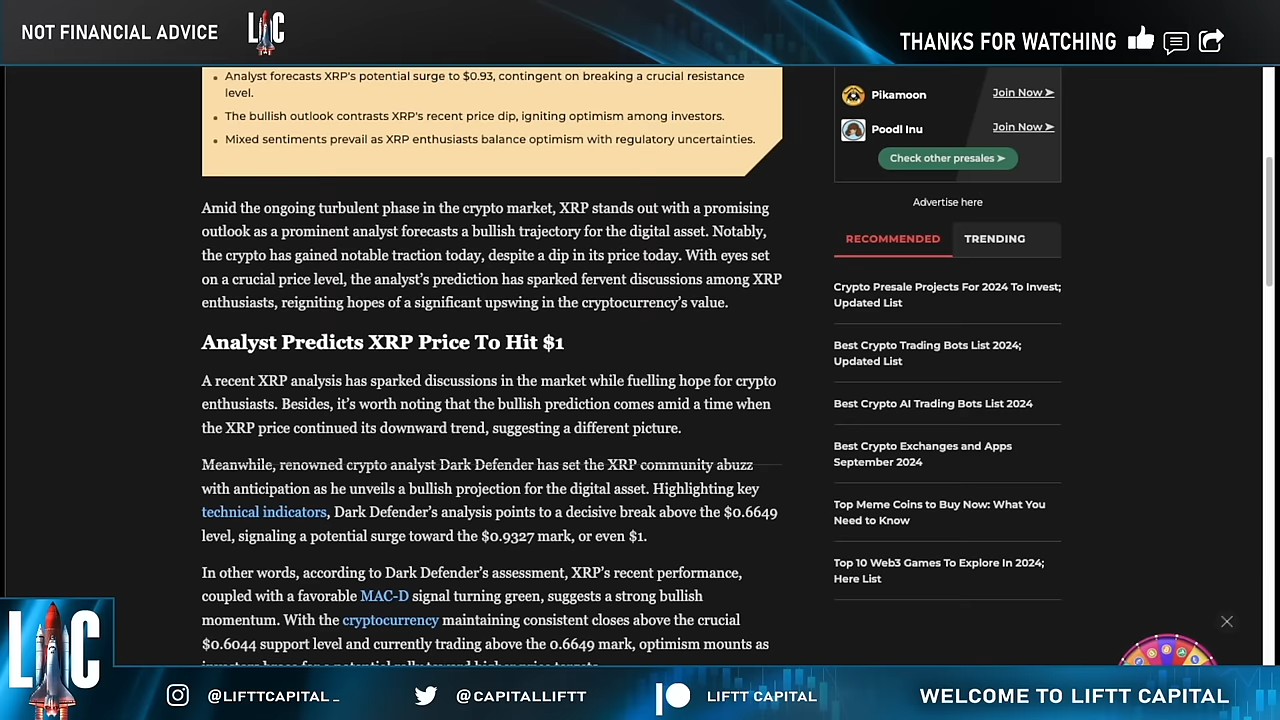 NOT FINANCIAL ADVICE
LC
THANKS FOR WATCHING
Analyst forecasts XRP's potential surge to $0.93, contingent on breaking a crucial resistance
level.
The bullish outlook contrasts XRP's recent price dip, igniting optimism among investors.
Mixed sentiments prevail as XRP enthusiasts balance optimism with regulatory uncertainties.
Amid the ongoing turbulent phase in the crypto market, XRP stands out with a promising
outlook as a prominent analyst forecasts a bullish trajectory for the digital asset. Notably,
the crypto has gained notable traction today, despite a dip in its price today. With eyes set
on a crucial price level, the analyst's prediction has sparked fervent discussions among XRP
enthusiasts, reigniting hopes of a significant upswing in the cryptocurrency's value.
Analyst Predicts XRP Price To Hit $1
A recent XRP analysis has sparked discussions in the market while fuelling hope for crypto
enthusiasts. Besides, it's worth noting that the bullish prediction comes amid a time when
the XRP price continued its downward trend, suggesting a different picture.
Meanwhile, renowned crypto analyst Dark Defender has set the XRP community abuzz
with anticipation as he unveils a bullish projection for the digital asset. Highlighting key
technical indicators, Dark Defender's analysis points to a decisive break above the $0.6649
level, signaling a potential surge toward the $0.9327 mark, or even $1.
In other words, according to Dark Defender's assessment, XRP's recent performance,
coupled with a favorable MAC-D signal turning green, suggests a strong bullish
momentum. With the cryptocurrency maintaining consistent closes above the crucial
$0.6044 support level and currently trading above the 0.6649 mark, optimism mounts as
Pikamoon
Join Now ➤
Poodl Inu
Join Now ➤
Check other presales ➤
Advertise here
RECOMMENDED
TRENDING
Crypto Presale Projects For 2024 To Invest;
Updated List
Best Crypto Trading Bots List 2024;
Updated List
Best Crypto AI Trading Bots List 2024
Best Crypto Exchanges and Apps
September 2024
Top Meme Coins to Buy Now: What You
Need to Know
Top 10 Web3 Games To Explore In 2024;
Here List
LC
@LIFTTCAPITAL_
@CAPITALLIFTT
LIFTT CAPITAL
WELCOME TO LIFTT CAPITAL